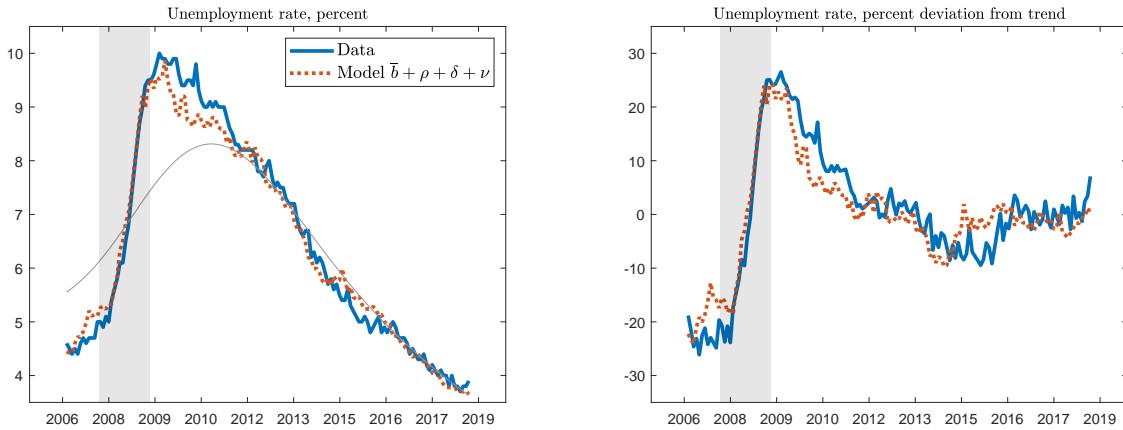 Unemployment rate, percent
10
9
8
7
6
5
4
2006 2008 2009 2010 2012 2013 2015 2016 2017 2019
Data
Model b̅ + ρ + δ + ν
Unemployment rate, percent deviation from trend
30
20
10
0
-10
-20
-30
2006 2008 2009 2010 2012 2013 2015 2016 2017 2019